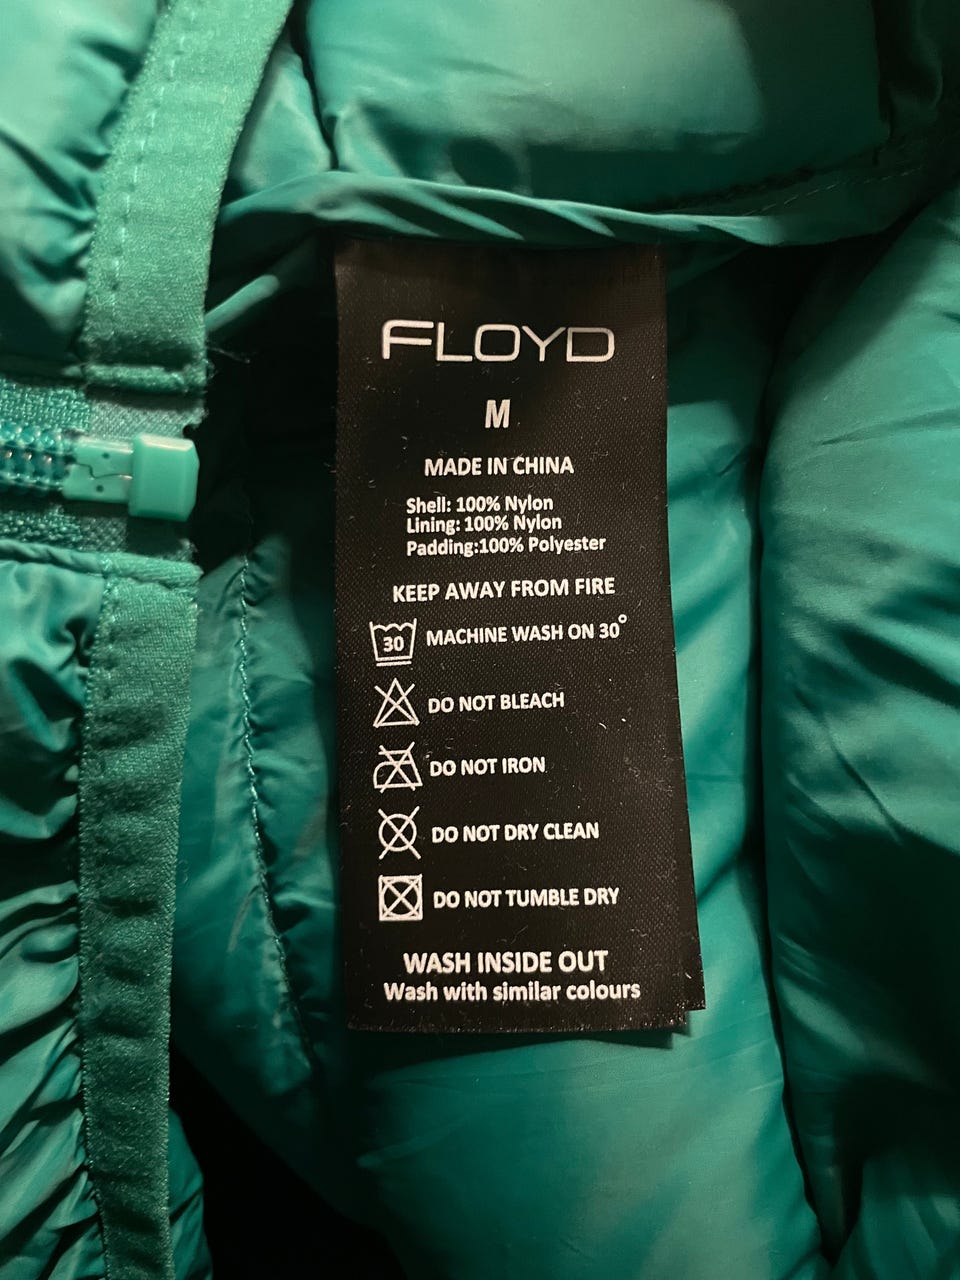 FLOYD
M
MADE IN CHINA
Shell: 100% Nylon
Lining: 100% Nylon
Padding:100% Polyester
KEEP AWAY FROM FIRE
30 MACHINE WASH ON 30°
DO NOT BLEACH
DO NOT IRON
DO NOT DRY CLEAN
DO NOT TUMBLE DRY
WASH INSIDE OUT
Wash with similar colours